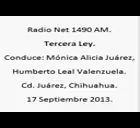 Radio Net 1490 AM.
Tercera Ley.
Conduce: Mónica Alicia Juárez,
Humberto Leal Valenzuela.
Cd. Juárez, Chihuahua.
17 Septiembre 2013.